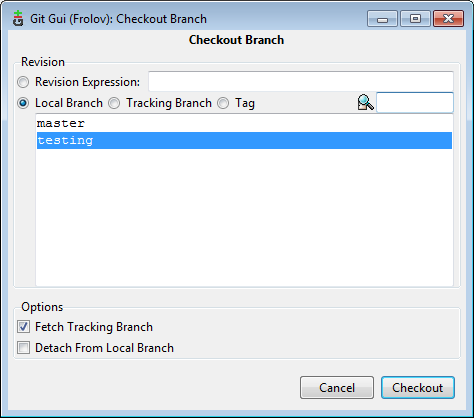 Git Gui (Frolov): Checkout Branch
Checkout Branch
Revision
Revision Expression:
Local Branch Tracking Branch Tag
master
testing
Options
Fetch Tracking Branch
Detach From Local Branch
Cancel Checkout